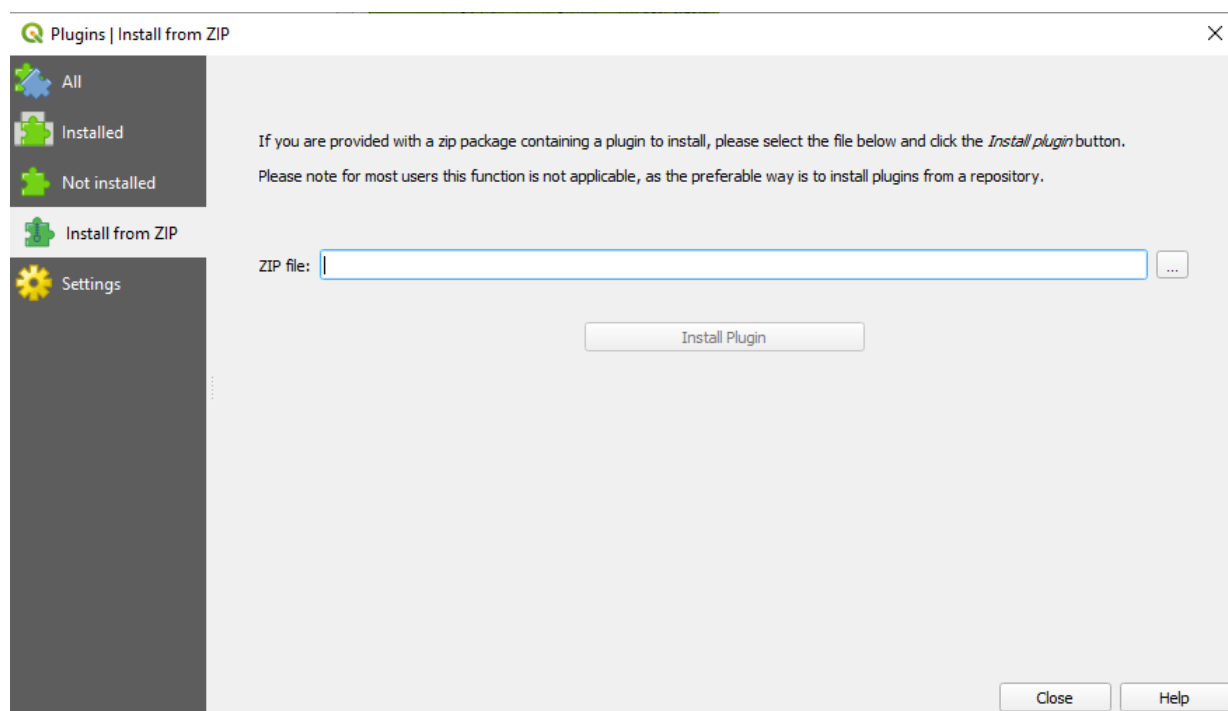 Plugins | Install from ZIP
All
Installed
Not installed
Install from ZIP
Settings
If you are provided with a zip package containing a plugin to install, please select the file below and click the Install plugin button.
Please note for most users this function is not applicable, as the preferable way is to install plugins from a repository.
ZIP file:
...
Install Plugin
Close
Help